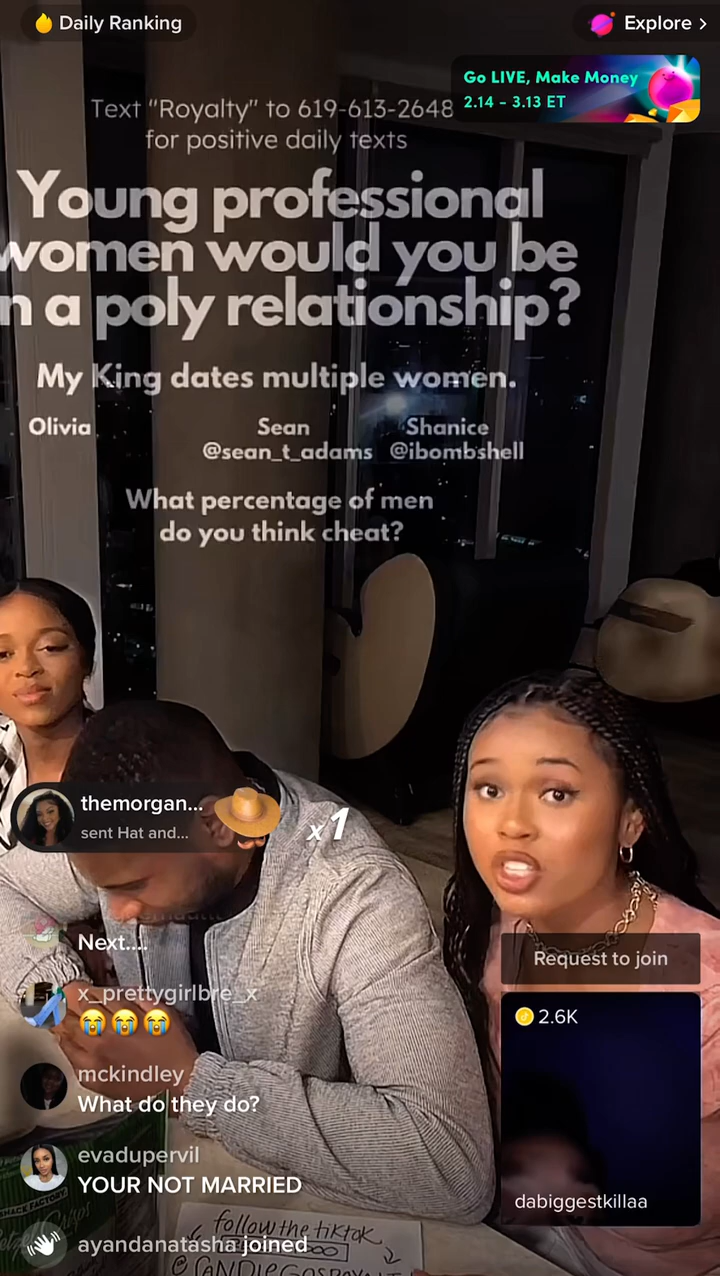 Daily Ranking
Explore >
Go LIVE, Make Money
2.14 - 3.13 ET
Text "Royalty" to 619-613-2648
for positive daily texts
Young professional
women would you be
n a poly relationship?
My King dates multiple women.
Olivia
Sean
Shanice
@sean_t_adams
@ibombshell
What percentage of men
do you think cheat?
themorgan...
sent Hat and...
x1
Next....
x_prettygirlbre_x
😭😭😭
mckindley
What do they do?
evadupervil
YOUR NOT MARRIED
ayandanatasha joined
Request to join
2.6K
dabiggestkillaa
SNACK FACTORY
follow the tiktok